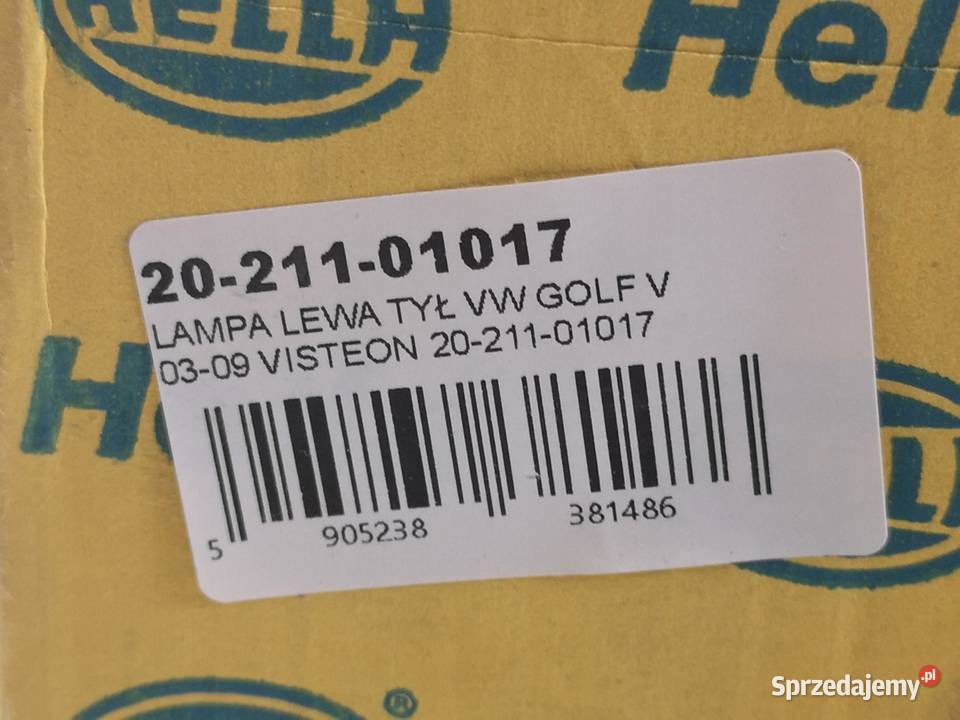 HELLA
Hell
20-211-01017
LAMPA LEWA TYŁ VW GOLF V
03-09 VISTEON 20-211-01017
5 905238 381486
®
Sprzedajemy.pl